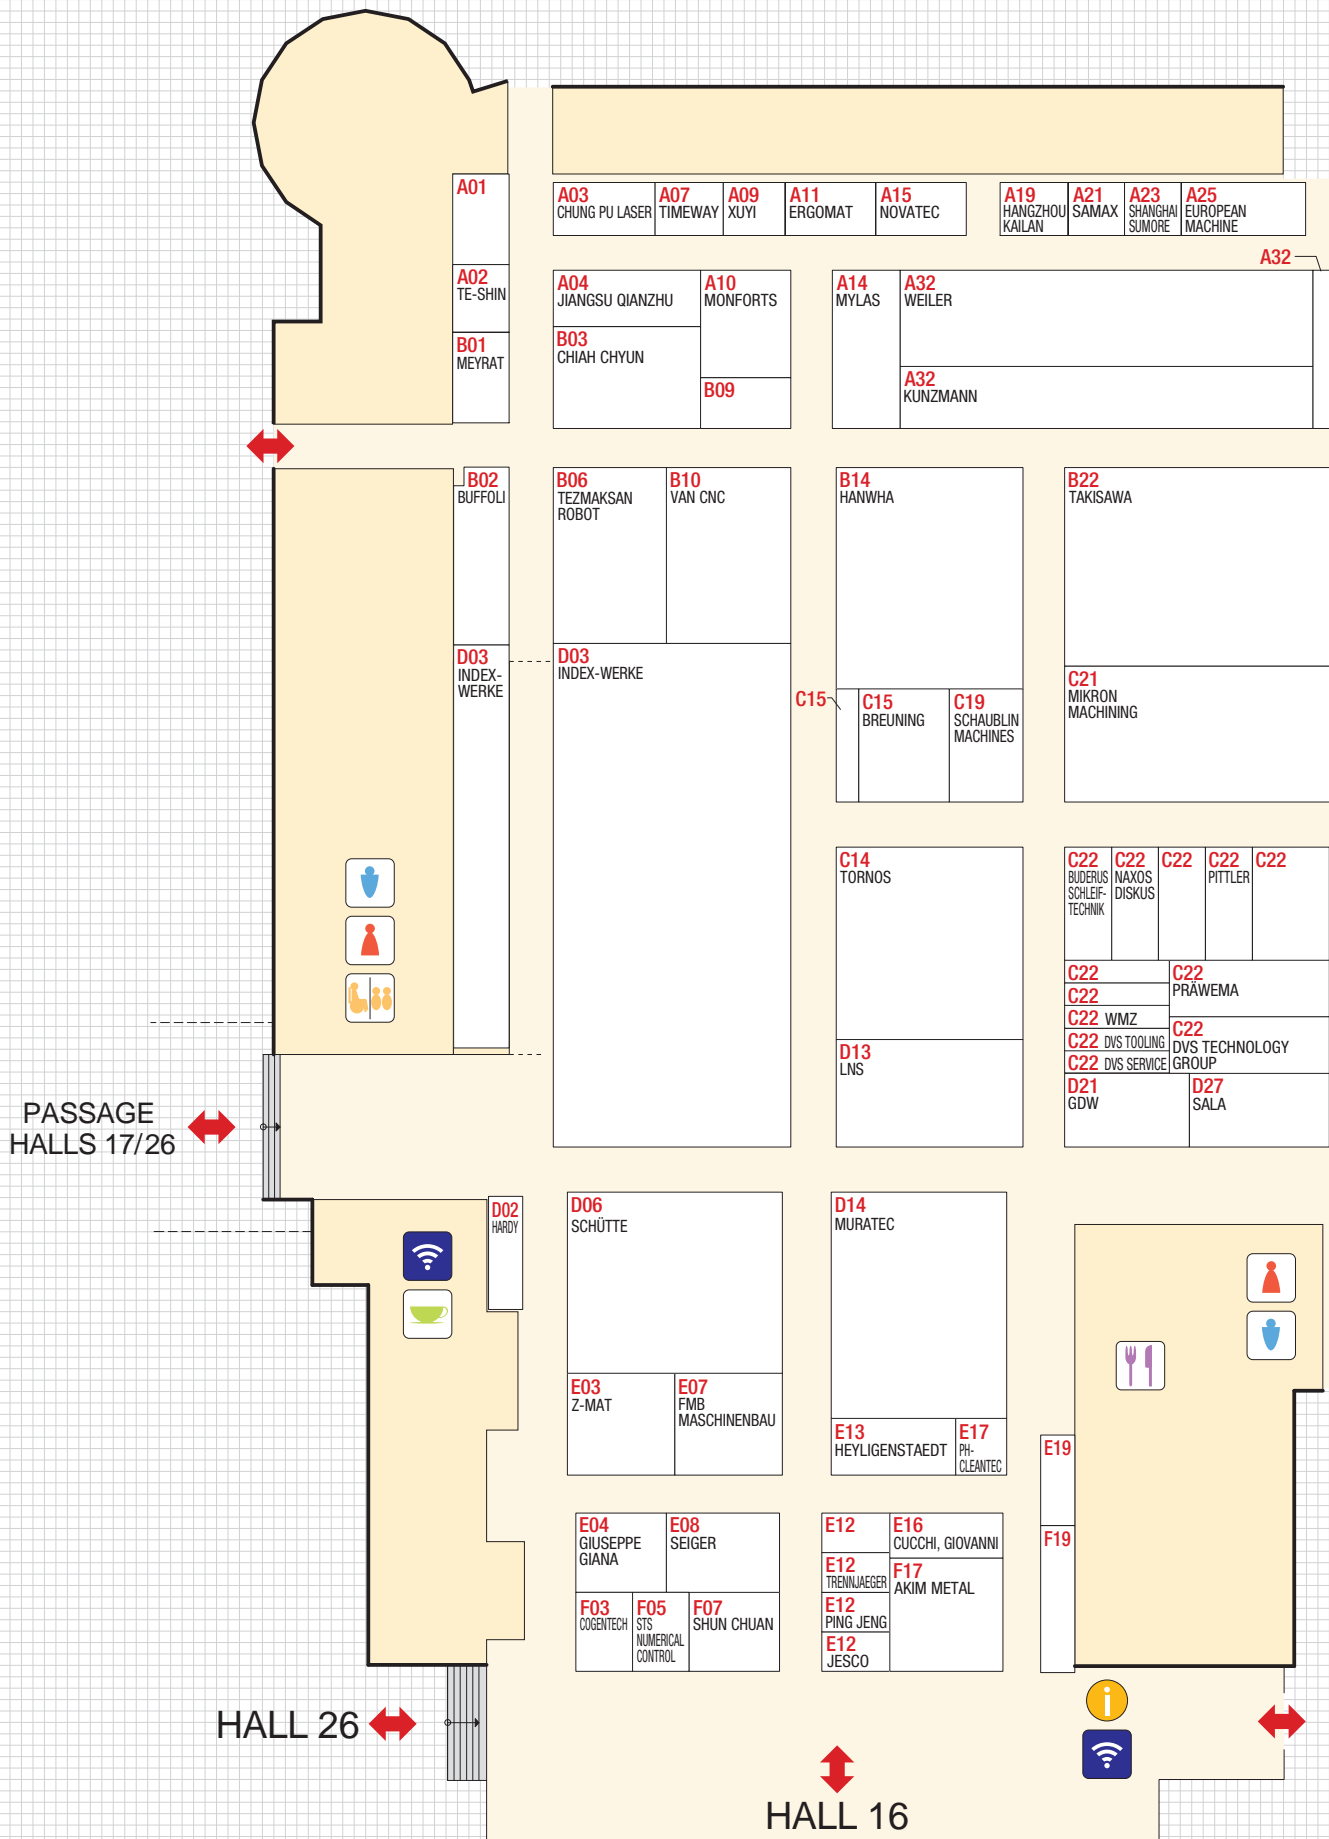 A01
A03
CHUNG PU LASER
A07
TIMEWAY
A09
XUYI
A11
ERGOMAT
A15
NOVATEC
A19
HANGZHOU
KAILAN
A21
SAMAX
A23
SHANGHAI
SUMORE
A25
EUROPEAN
MACHINE
A32
A02
TE-SHIN
A04
JIANGSU QIANZHU
A10
MONFORTS
A14
MYLAS
A32
WEILER
B01
MEYRAT
B03
CHIAH CHYUN
B09
A32
KUNZMANN
B02
BUFFOLI
B06
TEZMAKSAN
ROBOT
B10
VAN CNC
B14
HANWHA
B22
TAKISAWA
D03
INDEX-
WERKE
D03
INDEX-WERKE
C15
C15
BREUNING
C19
SCHAUBLIN
MACHINES
C21
MIKRON
MACHINING
C14
TORNOS
C22
BUDERUS
SCHLEIF-
TECHNIK
C22
NAXOS
DISKUS
C22
C22
PITTLER
C22
C22
C22
C22 WMZ
C22 DVS TOOLING
C22 DVS SERVICE
C22
PRÄWEMA
C22
DVS TECHNOLOGY
GROUP
D13
LNS
D21
GDW
D27
SALA
PASSAGE
HALLS 17/26
D02
HARDY
D06
SCHÜTTE
D14
MURATEC
E03
Z-MAT
E07
FMB
MASCHINENBAU
E13
HEYLIGENSTAEDT
E17
PH-
CLEANTEC
E19
F19
E04
GIUSEPPE
GIANA
E08
SEIGER
E12
E16
CUCCHI, GIOVANNI
E12
TRENNJAEGER
F17
AKIM METAL
F03
COGENTECH
F05
STS
NUMERICAL
CONTROL
F07
SHUN CHUAN
E12
PING JENG
E12
JESCO
i
HALL 26
HALL 16